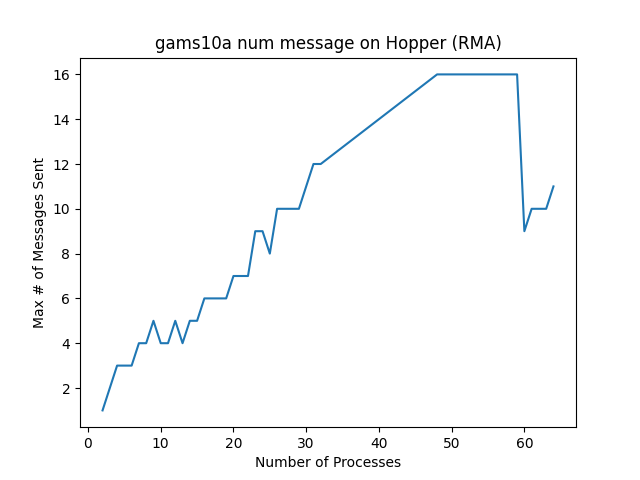 gams10a num message on Hopper (RMA)
Max # of Messages Sent
16
14
12
10
8
6
4
2
0 10 20 30 40 50 60
Number of Processes